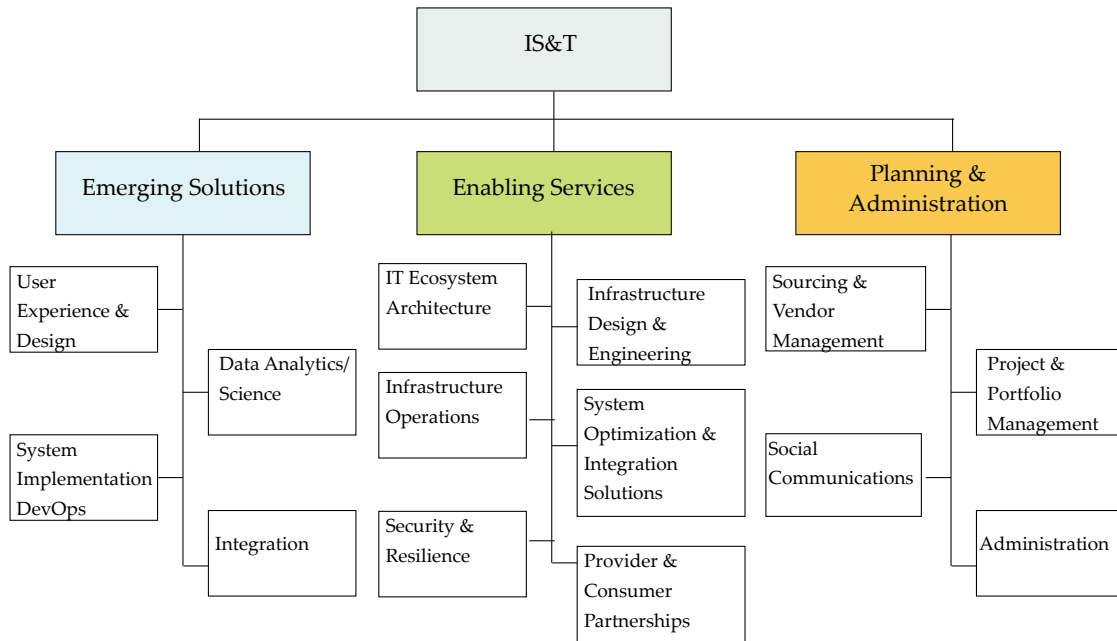 IS&T
Emerging Solutions
Enabling Services
Planning &
Administration
User
Experience &
Design
Data Analytics/
Science
System
Implementation
DevOps
Integration
IT Ecosystem
Architecture
Infrastructure
Design &
Engineering
Infrastructure
Operations
System
Optimization &
Integration
Solutions
Security &
Resilience
Provider &
Consumer
Partnerships
Sourcing &
Vendor
Management
Project &
Portfolio
Management
Social
Communications
Administration